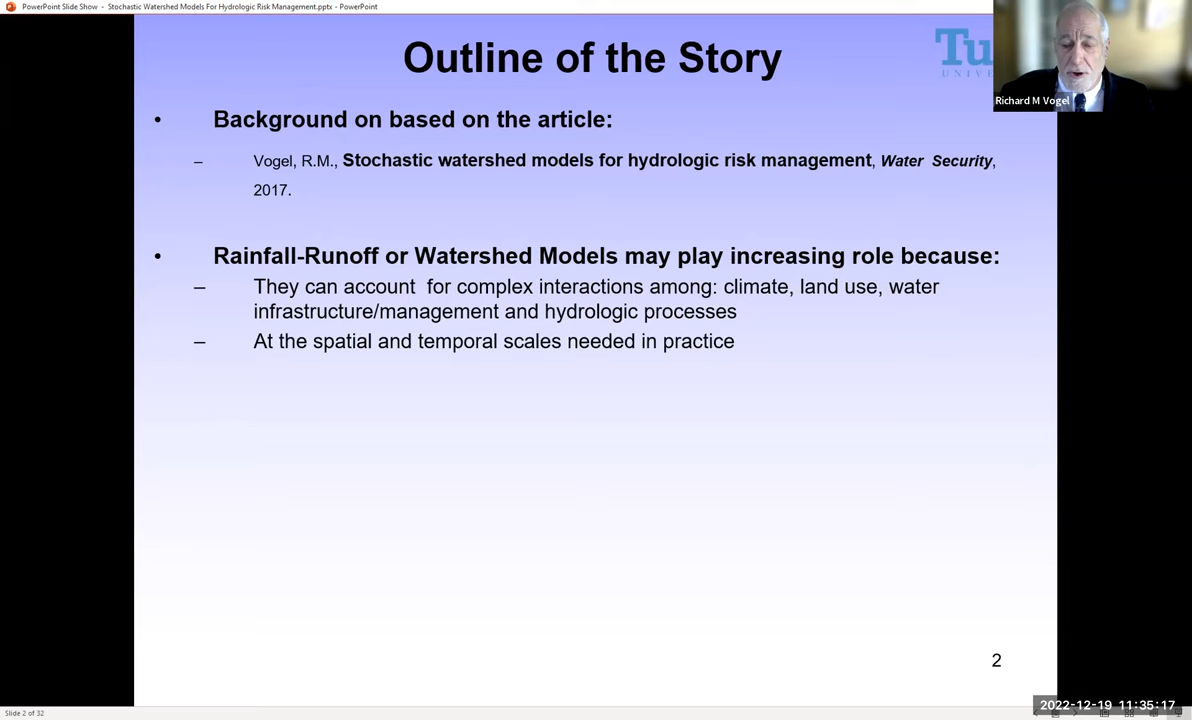 PowerPoint Slide Show - Stochastic Watershed Models For Hydrologic Risk Management.pptx - PowerPoint
Outline of the Story
Tu
UNIVE
Richard M Vogel
• Background on based on the article:
– Vogel, R.M., Stochastic watershed models for hydrologic risk management, Water Security,
2017.
• Rainfall-Runoff or Watershed Models may play increasing role because:
– They can account for complex interactions among: climate, land use, water
infrastructure/management and hydrologic processes
– At the spatial and temporal scales needed in practice
2
Slide 2 of 32
2022-12-19 11:35:17